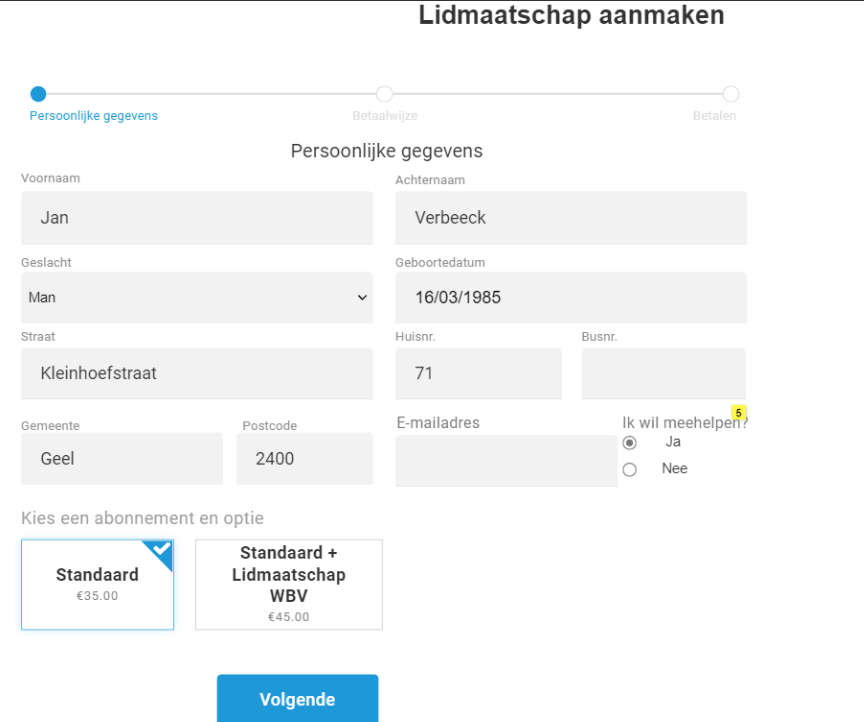 Lidmaatschap aanmaken
Persoonlijke gegevens
Betaalwijze
Betalen
Persoonlijke gegevens
Voornaam
Achternaam
Jan
Verbeeck
Geslacht
Geboortedatum
Man
16/03/1985
Straat
Huisnr.
Busnr.
Kleinhoefstraat
71
Gemeente
Postcode
E-mailadres
Ik wil meehelpen?
5
Geel
2400
Ja
Nee
Kies een abonnement en optie
Standaard
€35.00
Standaard +
Lidmaatschap
WBV
€45.00
Volgende